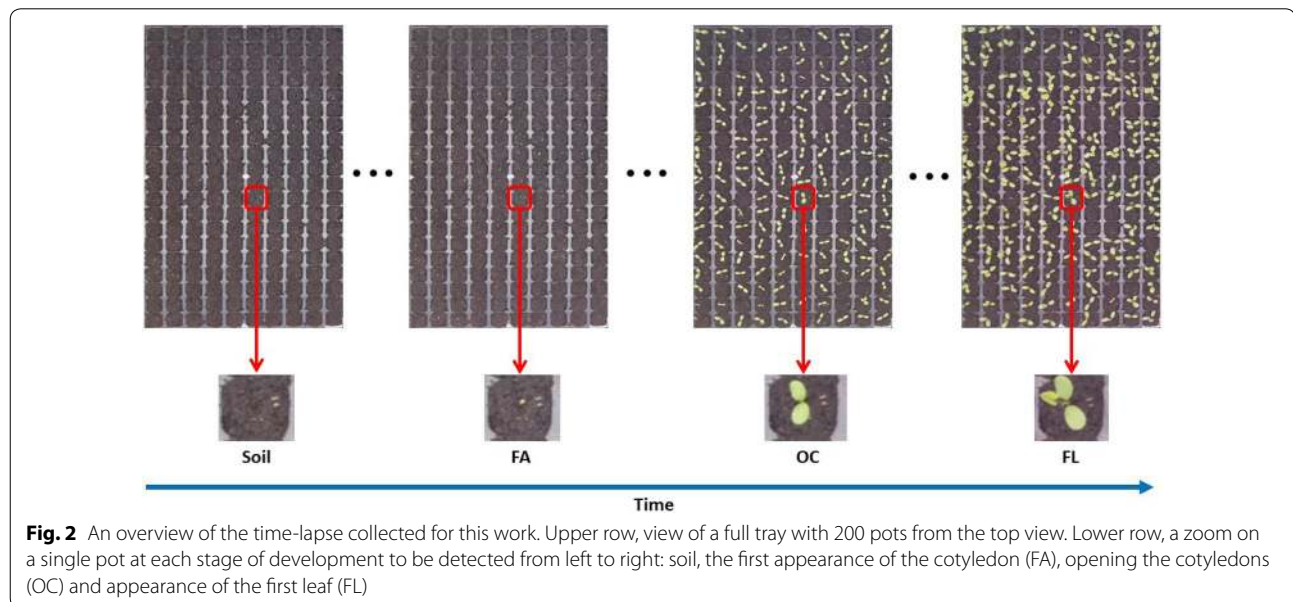 Soil
FA
OC
FL
Time
Fig. 2 An overview of the time-lapse collected for this work. Upper row, view of a full tray with 200 pots from the top view. Lower row, a zoom on
a single pot at each stage of development to be detected from left to right: soil, the first appearance of the cotyledon (FA), opening the cotyledons
(OC) and appearance of the first leaf (FL)